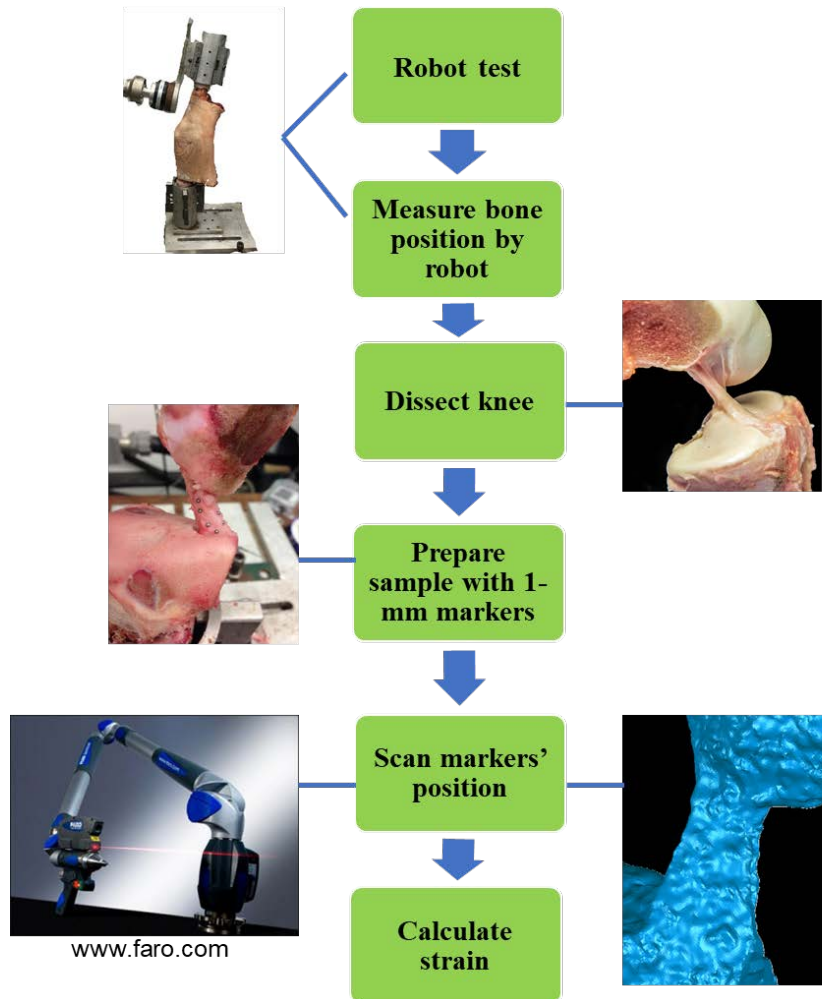 Robot test
Measure bone
position by
robot
Dissect knee
Prepare
sample with 1-
mm markers
Scan markers’
position
www.faro.com
Calculate
strain